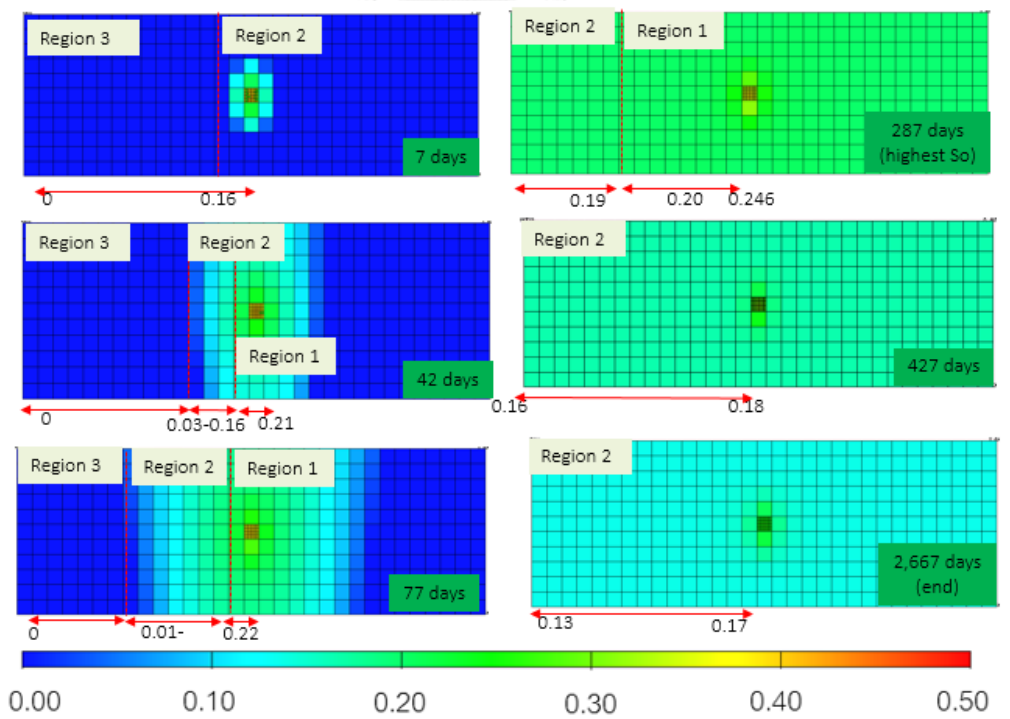 Region 3
Region 2
7 days
0
0.16
Region 2
Region 1
287 days
(highest So)
0.19
0.20
0.246
Region 3
Region 2
Region 1
42 days
0
0.03-0.16
0.21
Region 2
427 days
0.16
0.18
Region 3
Region 2
Region 1
77 days
0
0.01-
0.22
Region 2
2,667 days
(end)
0.13
0.17
0.00
0.10
0.20
0.30
0.40
0.50